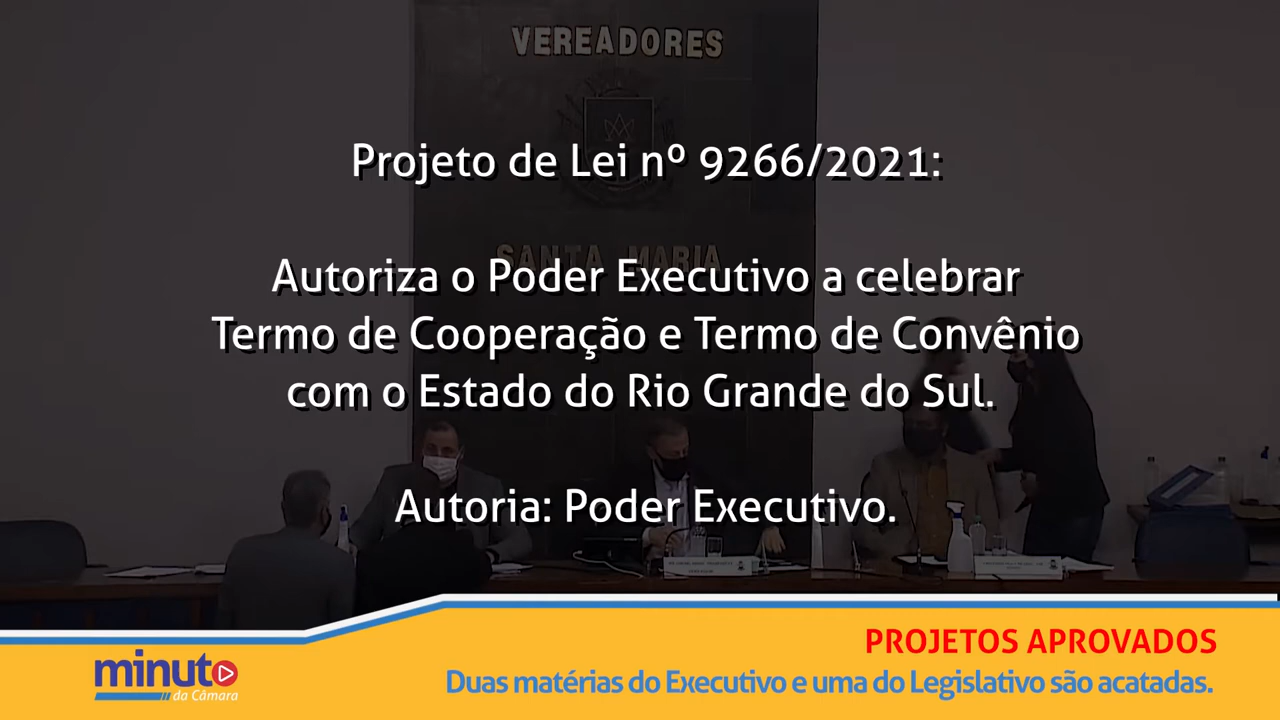 VEREADORES
Projeto de Lei nº 9266/2021:
SANTA MARIA
Autoriza o Poder Executivo a celebrar
Termo de Cooperação e Termo de Convênio
com o Estado do Rio Grande do Sul.
Autoria: Poder Executivo.
PROJETOS APROVADOS
minuto
// da Câmara
Duas matérias do Executivo e uma do Legislativo são acatadas.